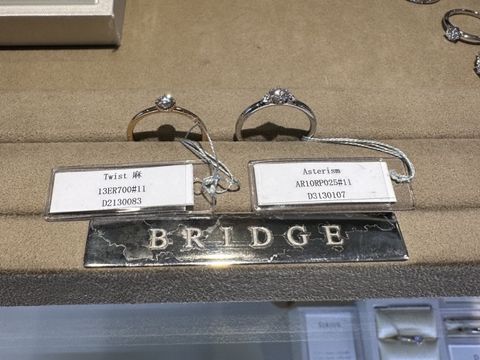 Twist 麻
13ER700#11
D2130083
Asterism
AR10RP025#11
D3130107
BRIDGE